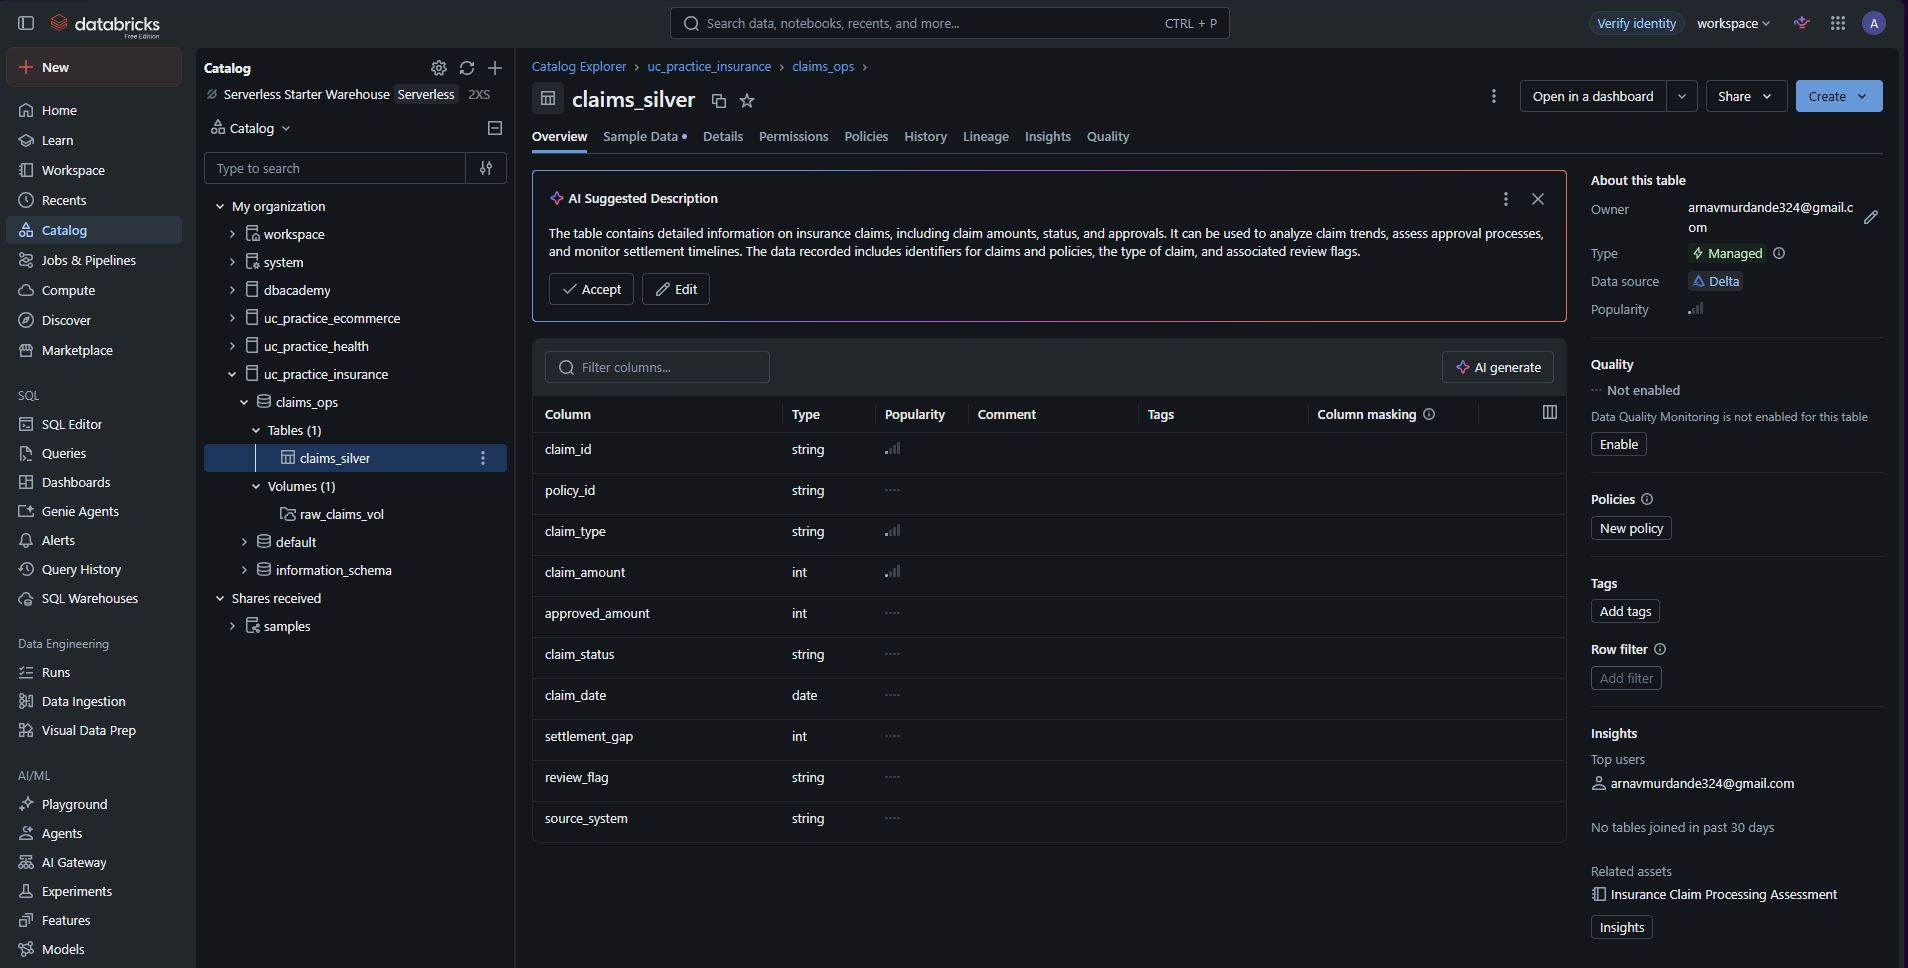 databricks
Free Edition
Search data, notebooks, recents, and more...
CTRL + P
Verify identity
workspace
A
New
Home
Learn
Workspace
Recents
Catalog
Jobs & Pipelines
Compute
Discover
Marketplace
SQL
SQL Editor
Queries
Dashboards
Genie Agents
Alerts
Query History
SQL Warehouses
Data Engineering
Runs
Data Ingestion
Visual Data Prep
AI/ML
Playground
Agents
AI Gateway
Experiments
Features
Models
Catalog
Serverless Starter Warehouse Serverless 2XS
Catalog
Type to search
My organization
workspace
system
dbacademy
uc_practice_ecommerce
uc_practice_health
uc_practice_insurance
claims_ops
Tables (1)
claims_silver
Volumes (1)
raw_claims_vol
default
information_schema
Shares received
samples
Catalog Explorer > uc_practice_insurance > claims_ops >
claims_silver
Open in a dashboard
Share
Create
Overview Sample Data Details Permissions Policies History Lineage Insights Quality
AI Suggested Description
The table contains detailed information on insurance claims, including claim amounts, status, and approvals. It can be used to analyze claim trends, assess approval processes,
and monitor settlement timelines. The data recorded includes identifiers for claims and policies, the type of claim, and associated review flags.
Accept
Edit
Filter columns...
AI generate
Column Type Popularity Comment Tags Column masking
claim_id string
policy_id string
claim_type string
claim_amount int
approved_amount int
claim_status string
claim_date date
settlement_gap int
review_flag string
source_system string
About this table
Owner arnavmurdande324@gmail.c
om
Type Managed
Data source Delta
Popularity
Quality
Not enabled
Data Quality Monitoring is not enabled for this table
Enable
Policies
New policy
Tags
Add tags
Row filter
Add filter
Insights
Top users
arnavmurdande324@gmail.com
No tables joined in past 30 days
Related assets
Insurance Claim Processing Assessment
Insights